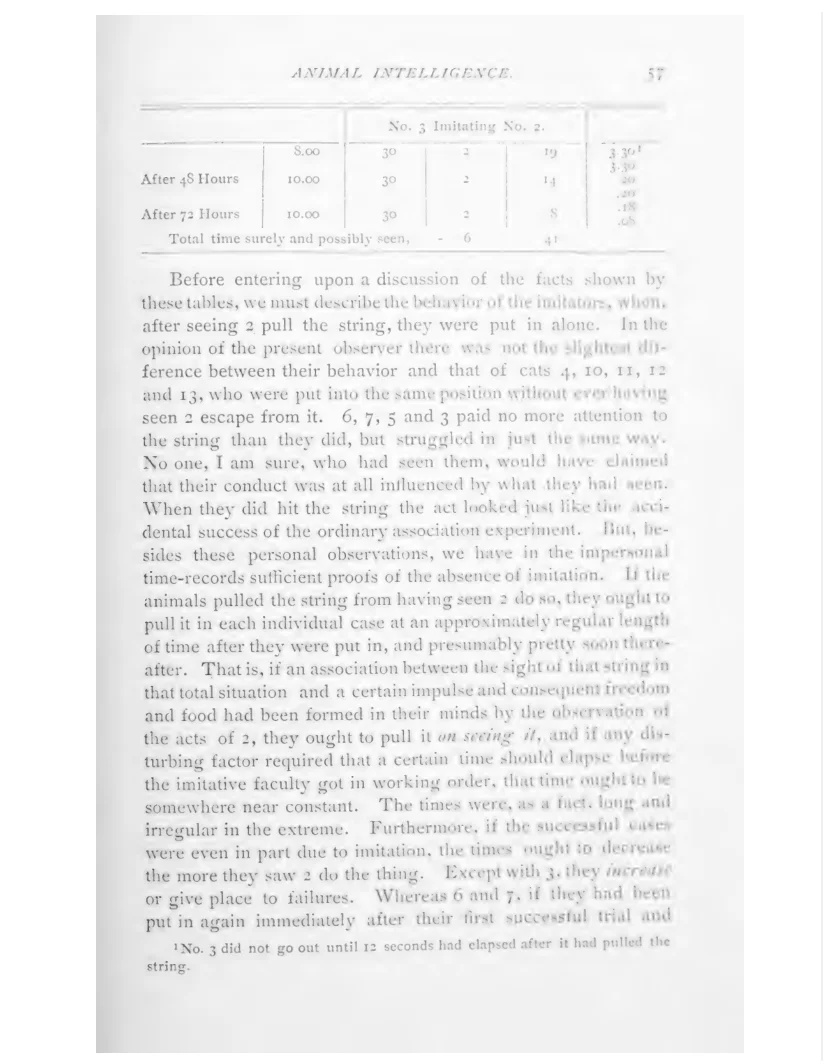 ANIMAL INTELLIGENCE. 57
No. 3 Imitating No. 2.
8.00 30 2 19 3 30¹
3.30
After 48 Hours 10.00 30 2 14 .20
.20
After 72 Hours 10.00 30 2 8 .18
.08
Total time surely and possibly seen, - 6 41
Before entering upon a discussion of the facts shown by
these tables, we must describe the behavior of the imitators, when,
after seeing 2 pull the string, they were put in alone. In the
opinion of the present observer there was not the slightest dif-
ference between their behavior and that of cats 4, 10, 11, 12
and 13, who were put into the same position without ever having
seen 2 escape from it. 6, 7, 5 and 3 paid no more attention to
the string than they did, but struggled in just the same way.
No one, I am sure, who had seen them, would have claimed
that their conduct was at all influenced by what they had seen.
When they did hit the string the act looked just like the acci-
dental success of the ordinary association experiment. But, be-
sides these personal observations, we have in the impersonal
time-records sufficient proofs of the absence of imitation. If the
animals pulled the string from having seen 2 do so, they ought to
pull it in each individual case at an approximately regular length
of time after they were put in, and presumably pretty soon there-
after. That is, if an association between the sight of that string in
that total situation and a certain impulse and consequent freedom
and food had been formed in their minds by the observation of
the acts of 2, they ought to pull it on seeing it, and if any dis-
turbing factor required that a certain time should elapse before
the imitative faculty got in working order, that time ought to be
somewhere near constant. The times were, as a fact, long and
irregular in the extreme. Furthermore, if the successful cases
were even in part due to imitation, the times ought to decrease
the more they saw 2 do the thing. Except with 3, they increase
or give place to failures. Whereas 6 and 7, if they had been
put in again immediately after their first successful trial and
¹No. 3 did not go out until 12 seconds had elapsed after it had pulled the
string.